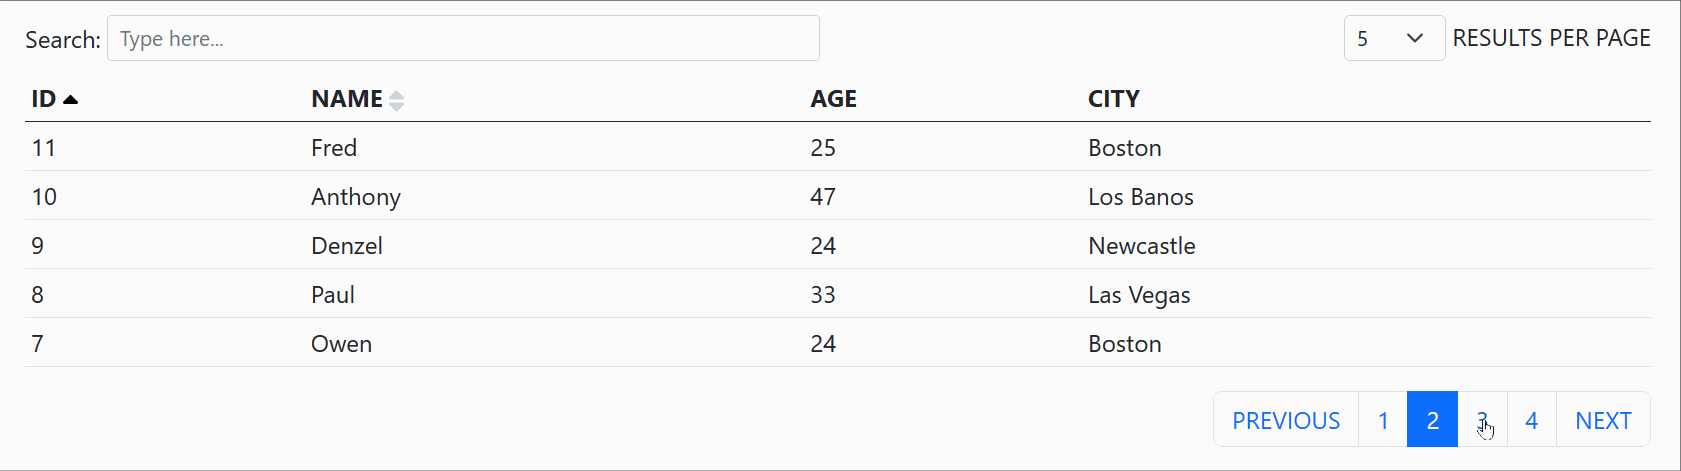 Search: Type here... 5 RESULTS PER PAGE
ID NAME AGE CITY
11 Fred 25 Boston
10 Anthony 47 Los Banos
9 Denzel 24 Newcastle
8 Paul 33 Las Vegas
7 Owen 24 Boston
PREVIOUS 1 2 3 4 NEXT